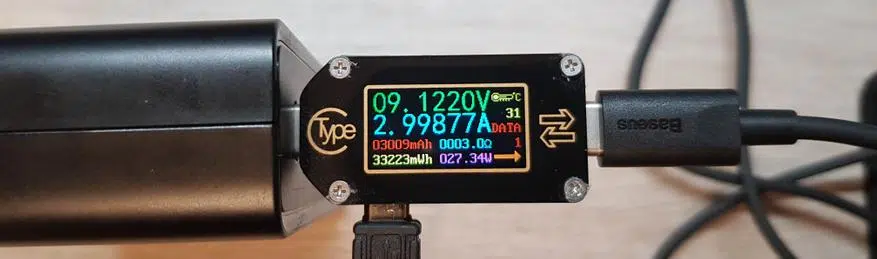 Type C
09.1220V °C
31
2.99877A DATA
03009mAh 0003.0Ω 1
33223mWh 027.34W
Baseus